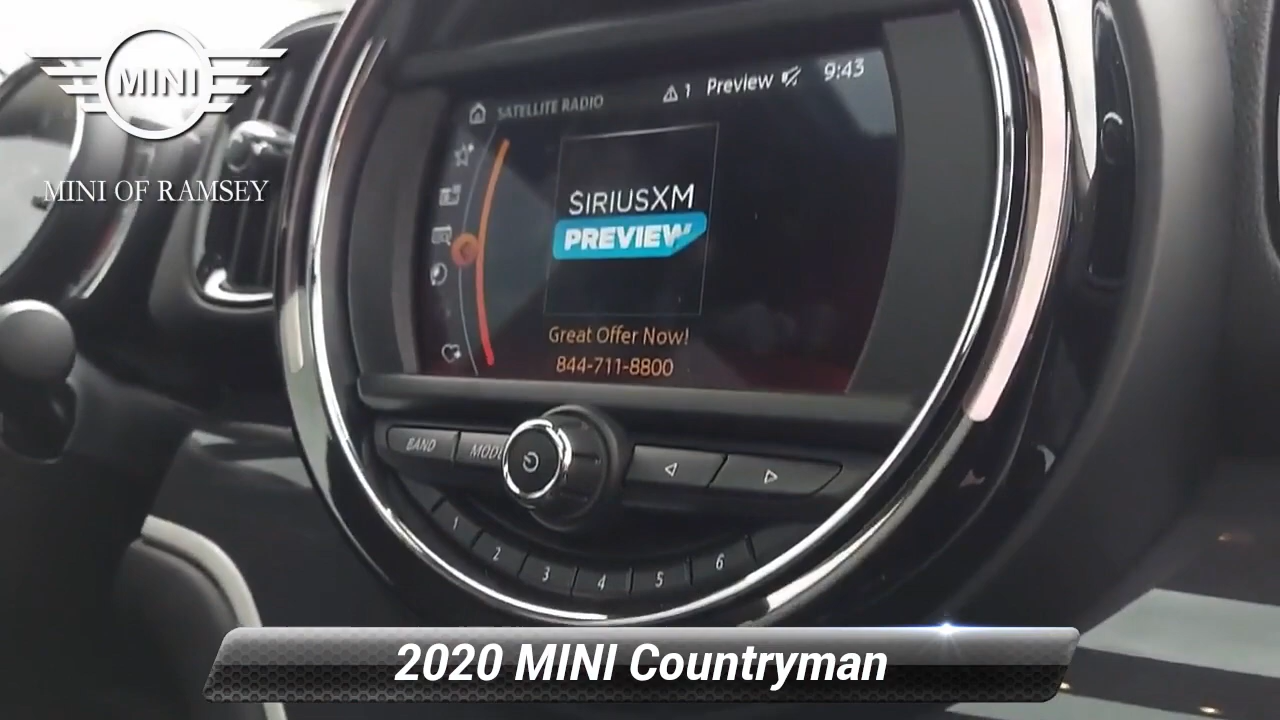 MINI
MINI OF RAMSEY
SATELLITE RADIO
1 Preview 9:43
SIRIUSXM
PREVIEW
Great Offer Now!
844-711-8800
BAND
MODE
1
2
3
4
5
6
2020 MINI Countryman